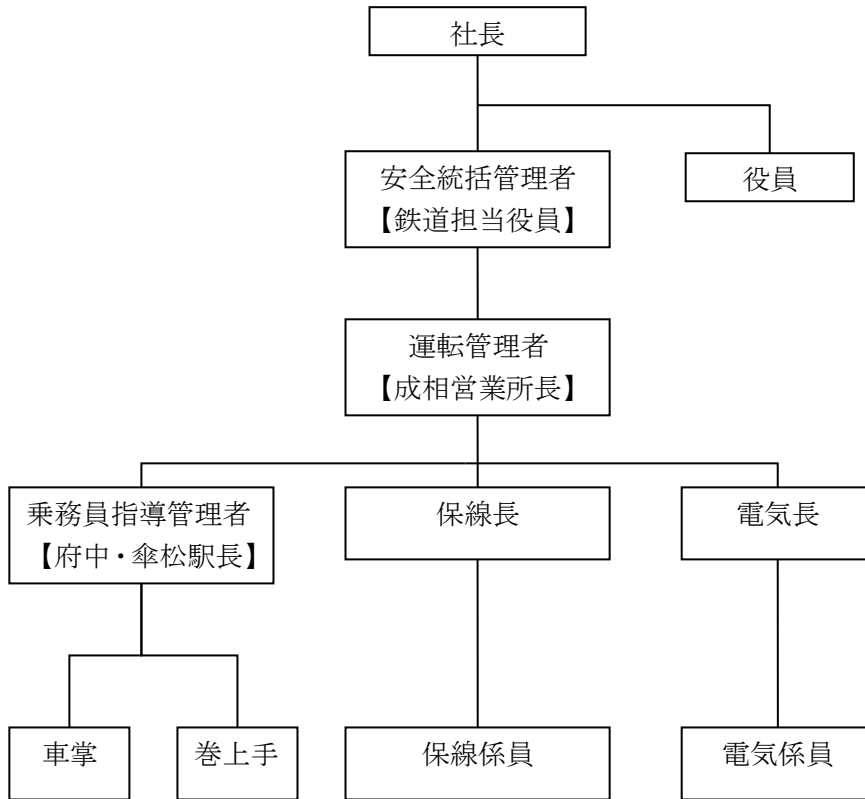 社長
安全統括管理者
【鉄道担当役員】
役員
運転管理者
【成相営業所長】
乗務員指導管理者
【府中・傘松駅長】
保線長
電気長
車掌
巻上手
保線係員
電気係員